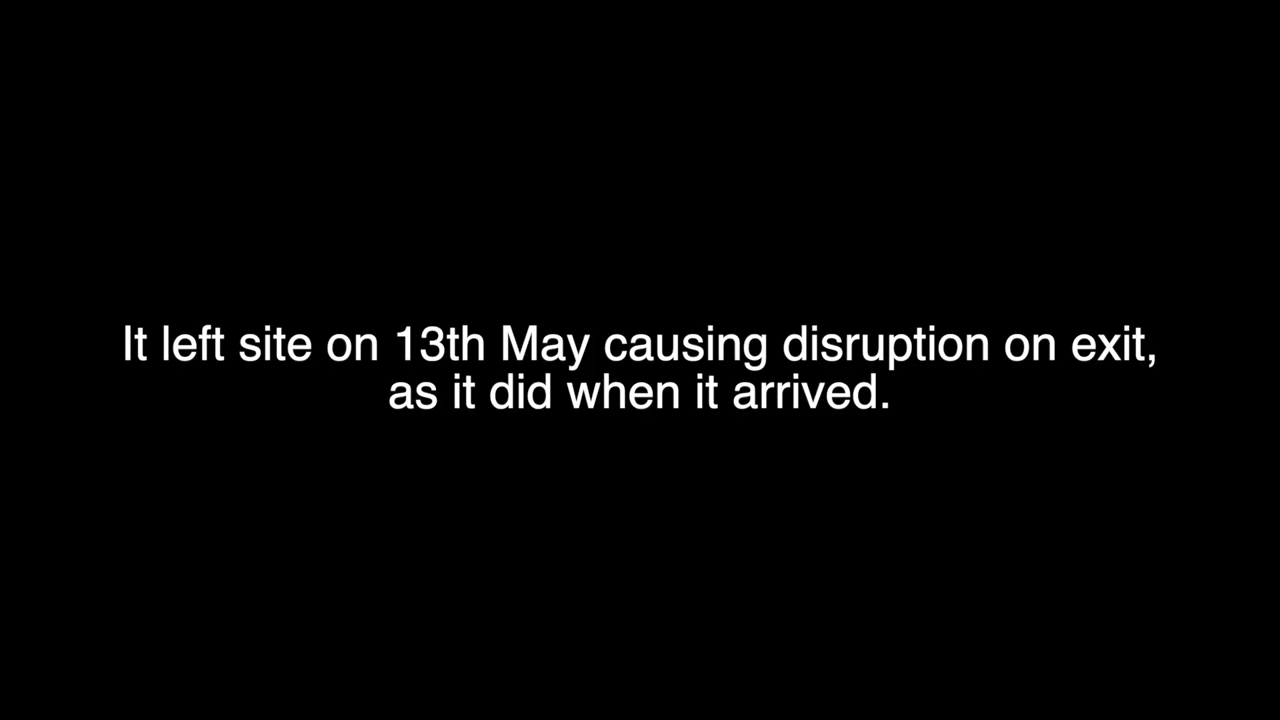 It left site on 13th May causing disruption on exit,
as it did when it arrived.